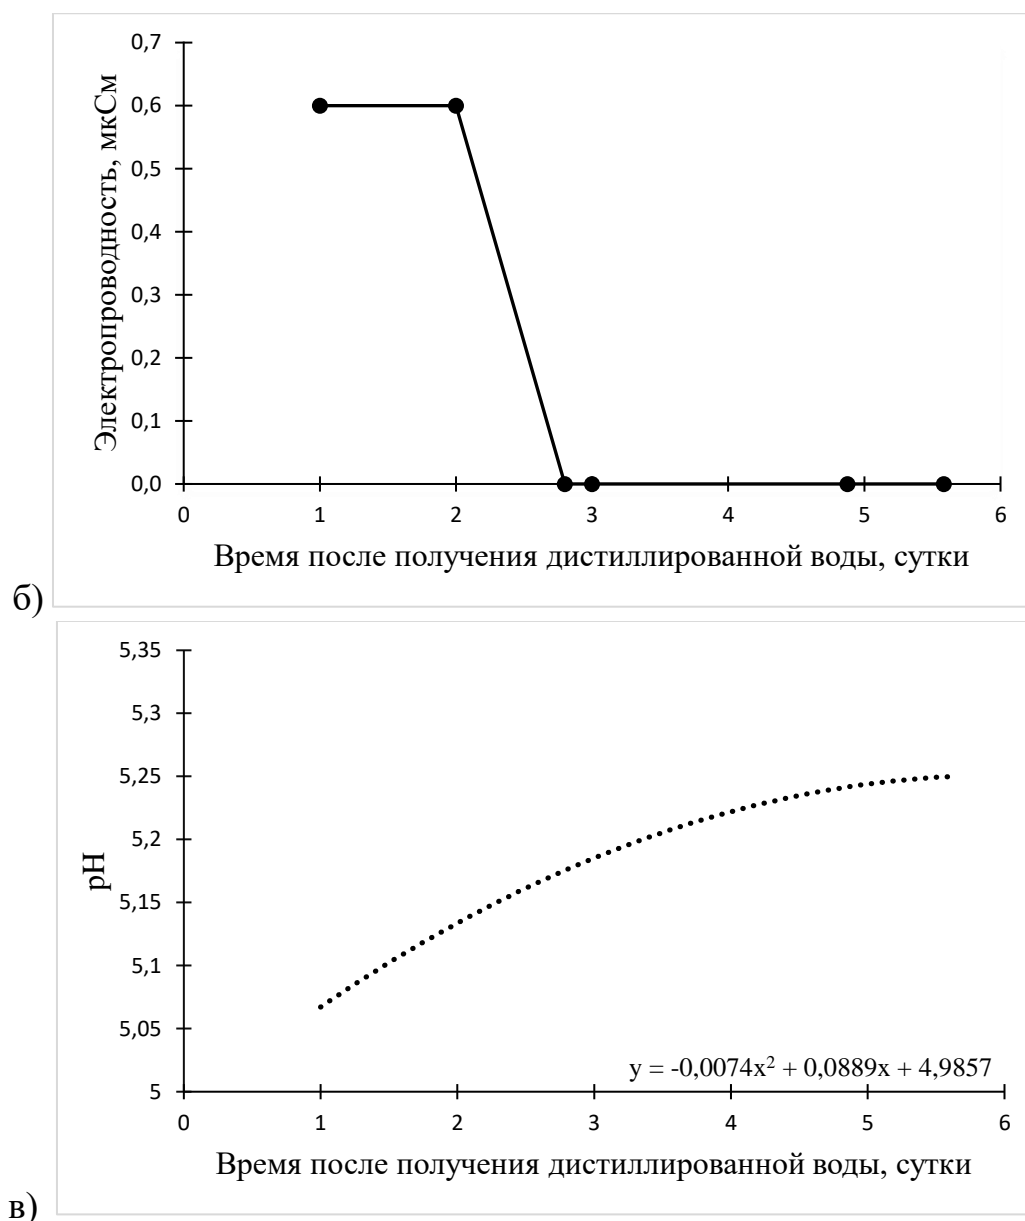 0,7
0,6
0,5
0,4
0,3
0,2
0,1
0,0
Электропроводность, мкСм
0 1 2 3 4 5 6
Время после получения дистиллированной воды, сутки
б)
5,35
5,3
5,25
5,2
5,15
5,1
5,05
5
pH
y = -0,0074x² + 0,0889x + 4,9857
0 1 2 3 4 5 6
Время после получения дистиллированной воды, сутки
в)